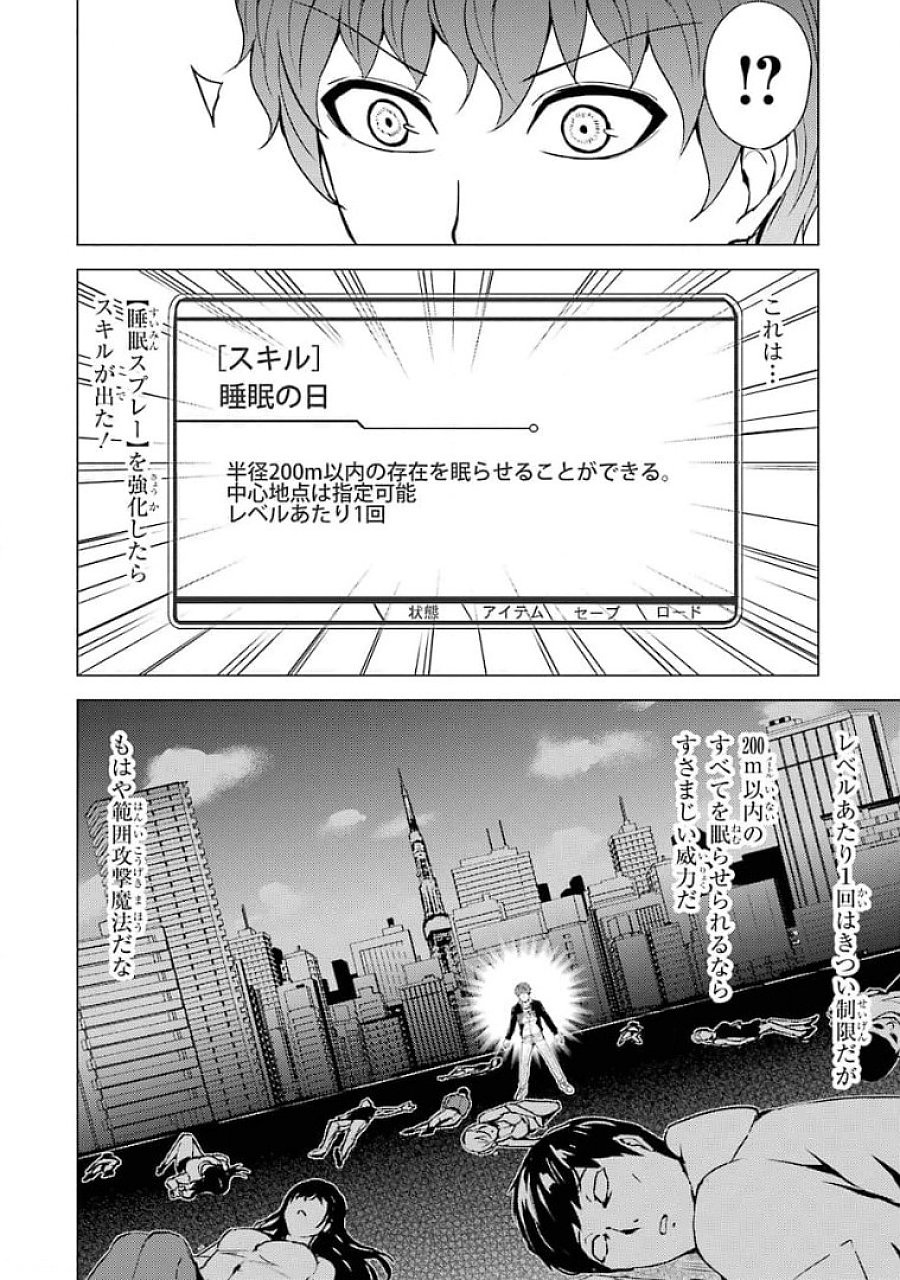 !?
これは…
[スキル]
睡眠の日
半径200m以内の存在を眠らせることができる。
中心地点は指定可能
レベルあたり1回
状態
アイテム
セーブ
ロード
【睡眠スプレー】を強化したら
スキルが出た!
レベルあたり1回はきつい制限だが
200m以内の
すべてを眠らせられるなら
すさまじい威力だ
もはや範囲攻撃魔法だな